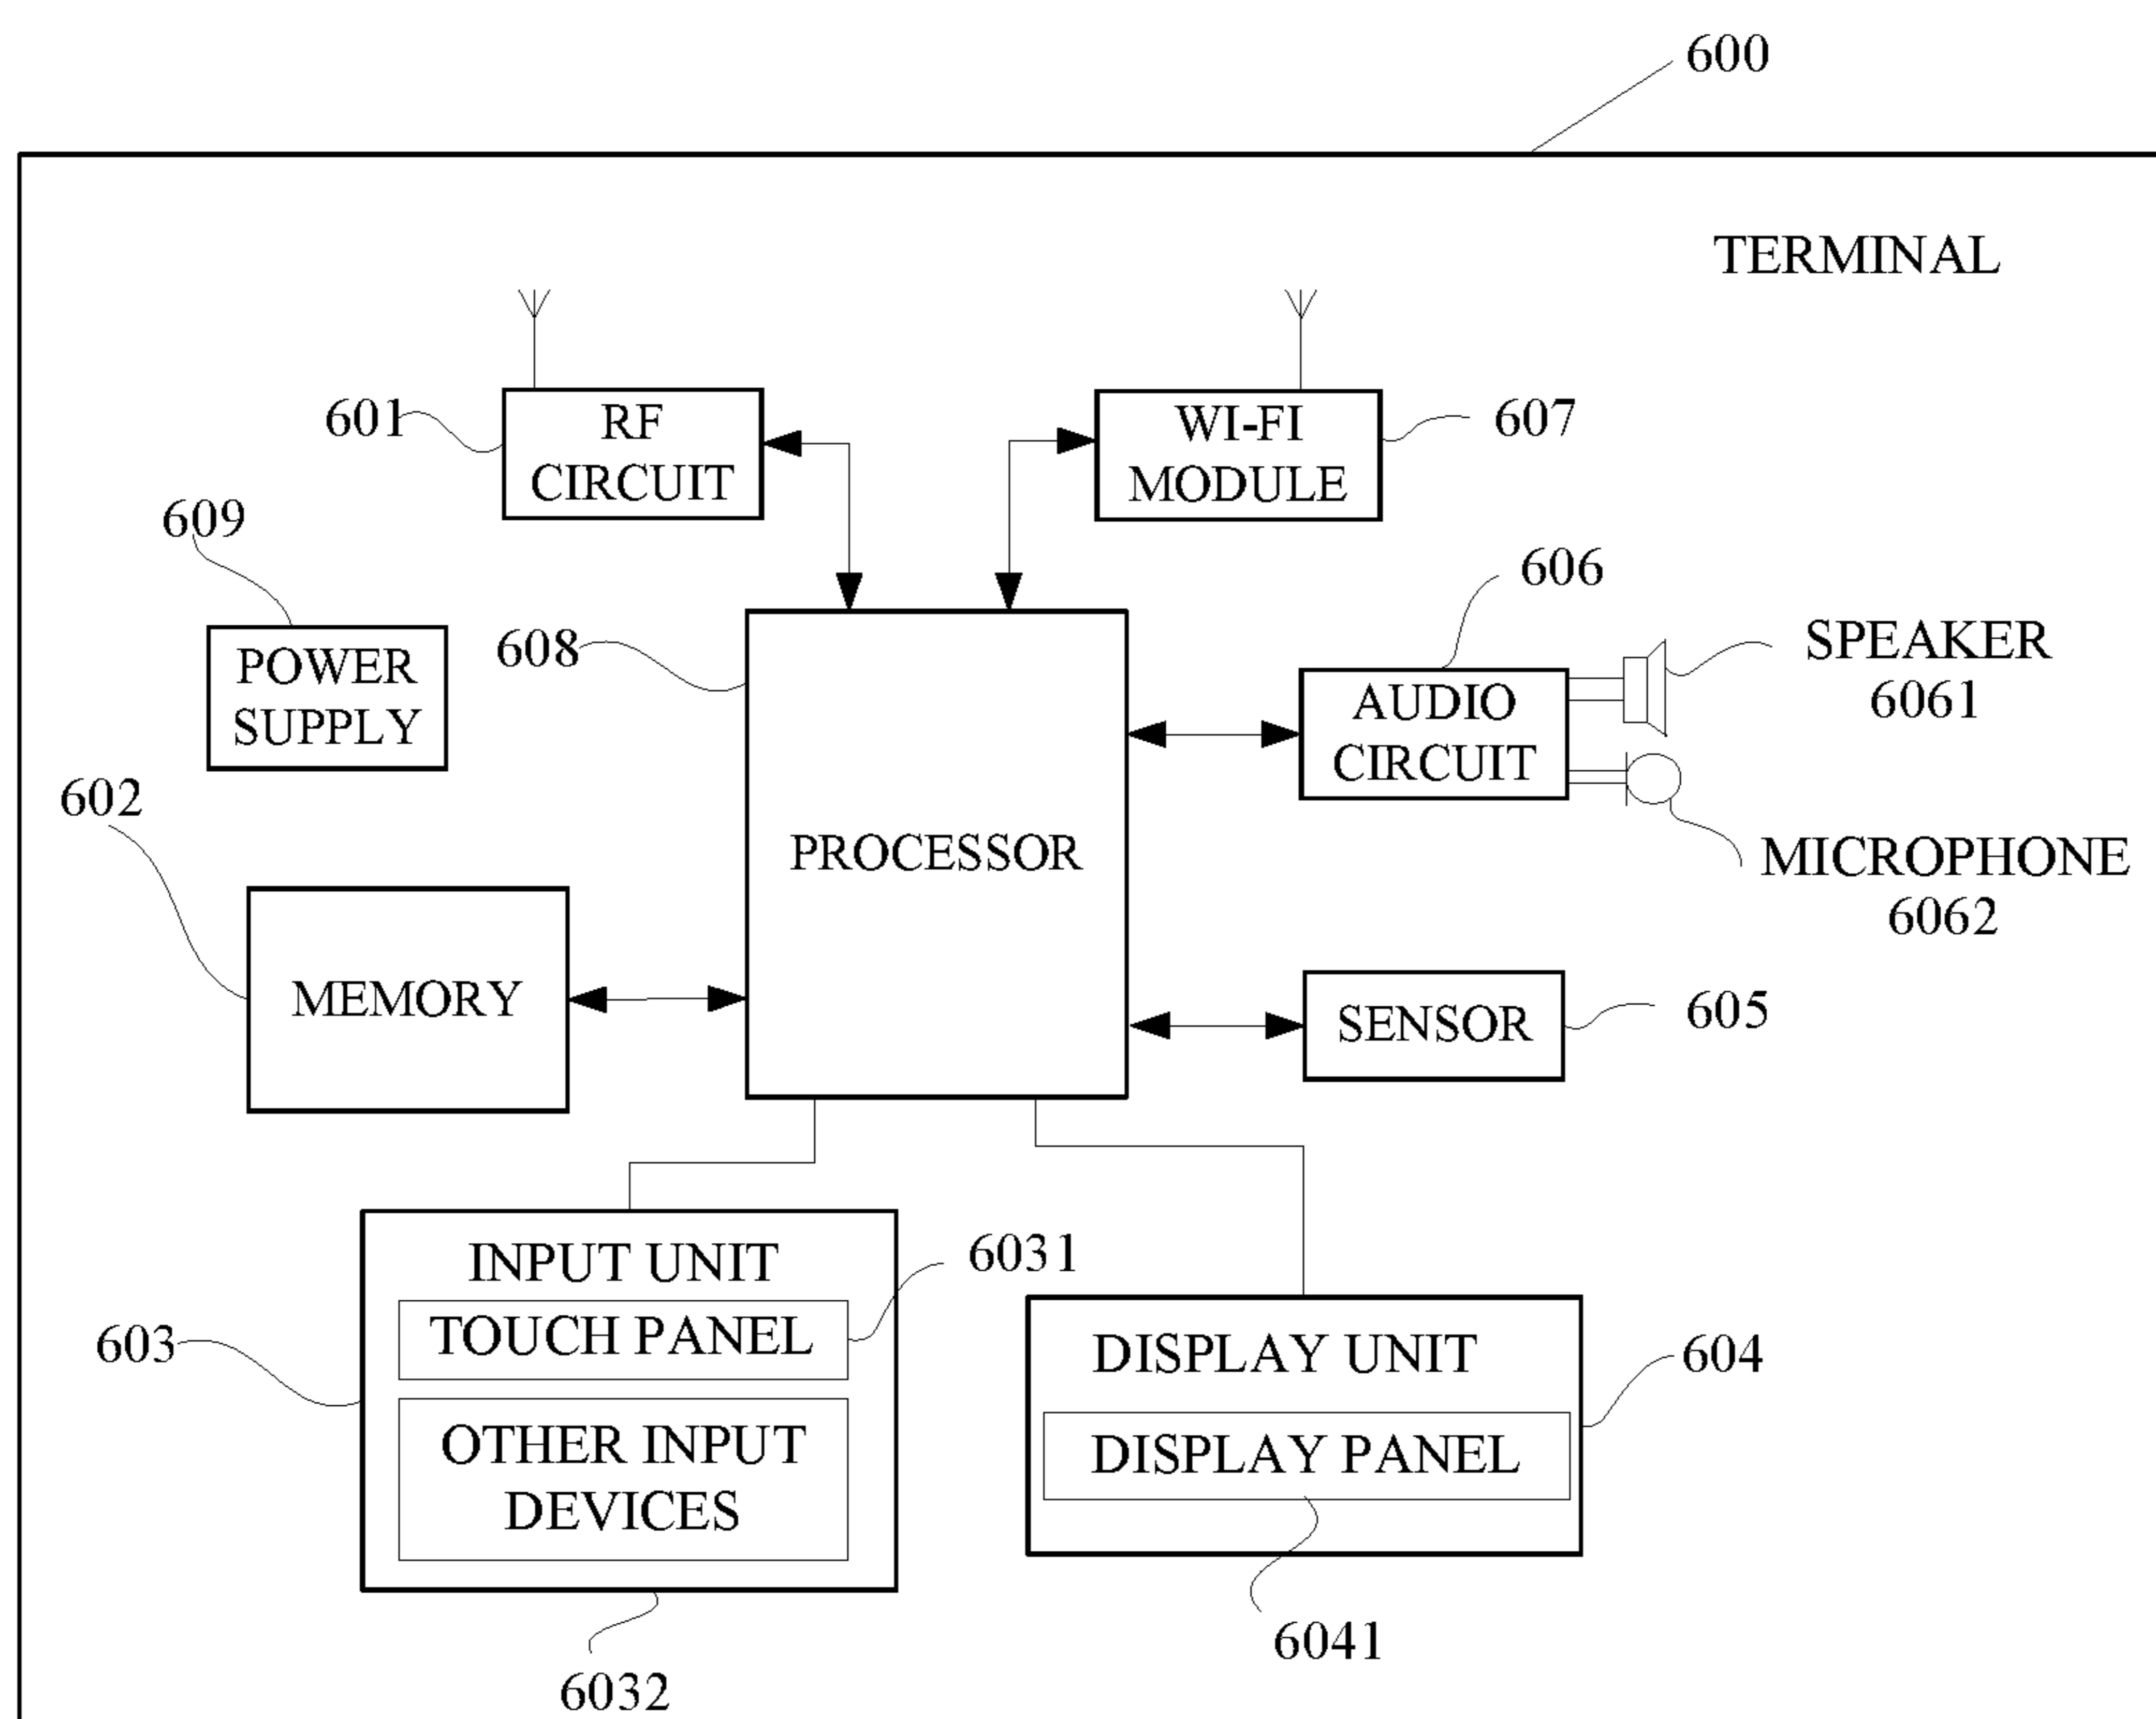 600
TERMINAL
601
RF
CIRCUIT
WI-FI
MODULE
607
609
POWER
SUPPLY
608
606
AUDIO
CIRCUIT
SPEAKER
6061
602
PROCESSOR
MICROPHONE
6062
MEMORY
SENSOR
605
INPUT UNIT
6031
TOUCH PANEL
603
OTHER INPUT
DEVICES
DISPLAY UNIT
604
DISPLAY PANEL
6041
6032